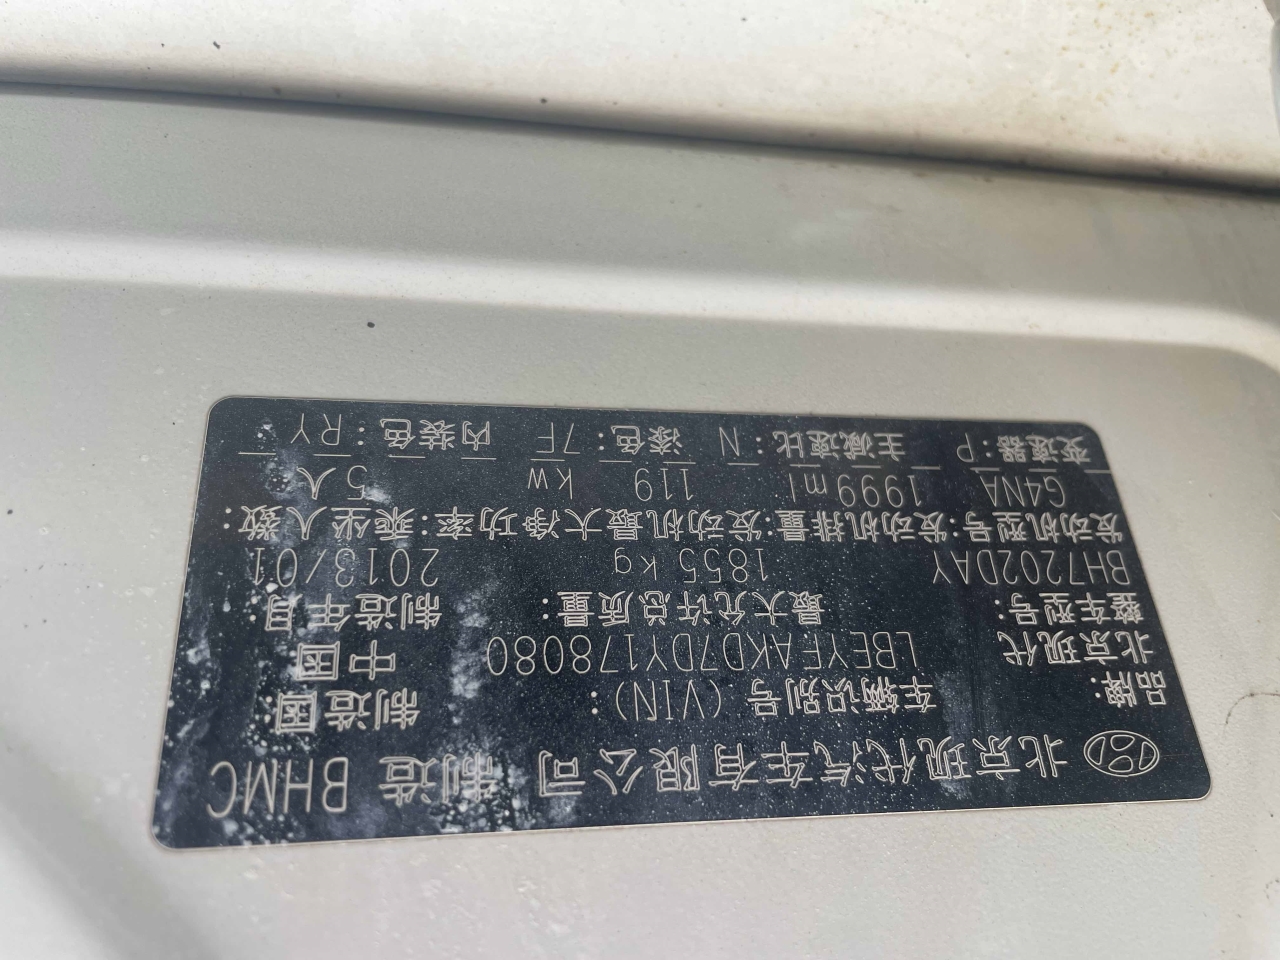 北京现代汽车有限公司 制造 BHMC
品牌: 车辆识别号 (VIN): 制造国
北京现代 LBEYFAKD7DY178080 中国
整车型号: 最大允许总质量: 制造年月
BH7202DAY 1855 kg 2013/01
发动机型号: 发动机排量: 发动机最大净功率: 乘坐人数:
G4NA 1999ml 119 kw 5人
变速器: P 主减速比: N 漆色: 7F 内装色: RY